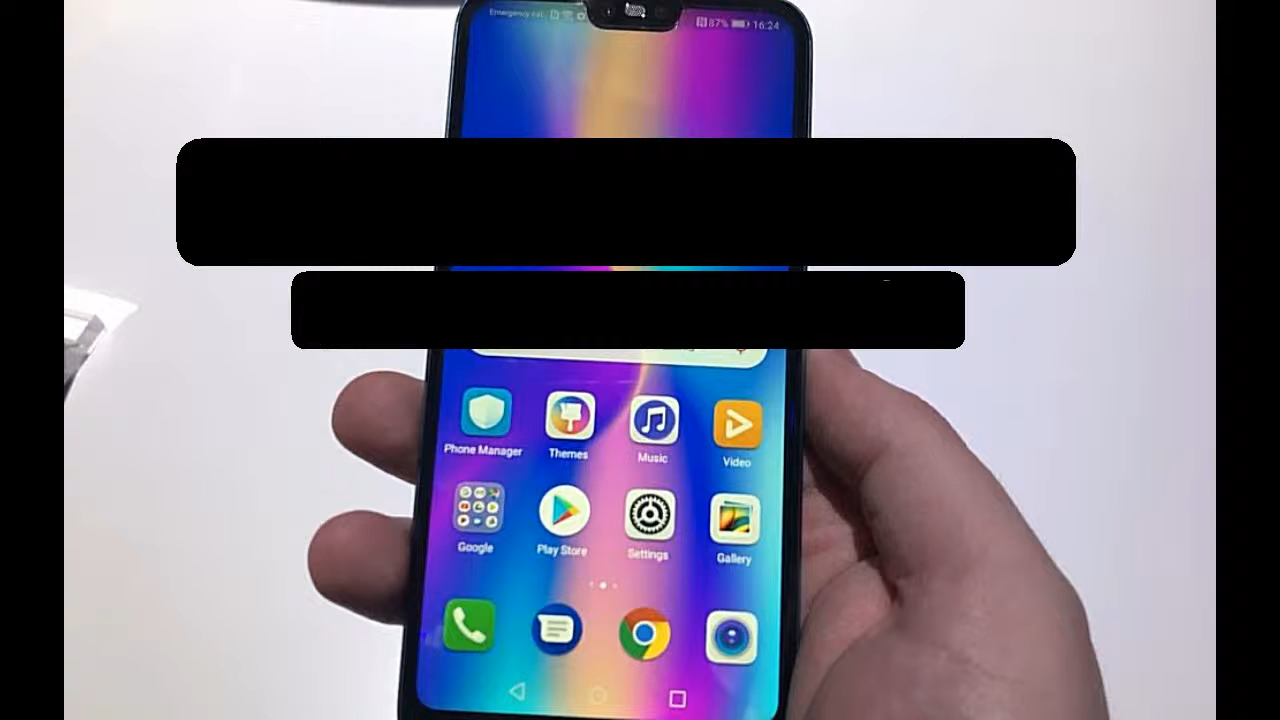 Emergency cal
87% 16:24
Phone Manager Themes Music Video
Google Play Store Settings Gallery